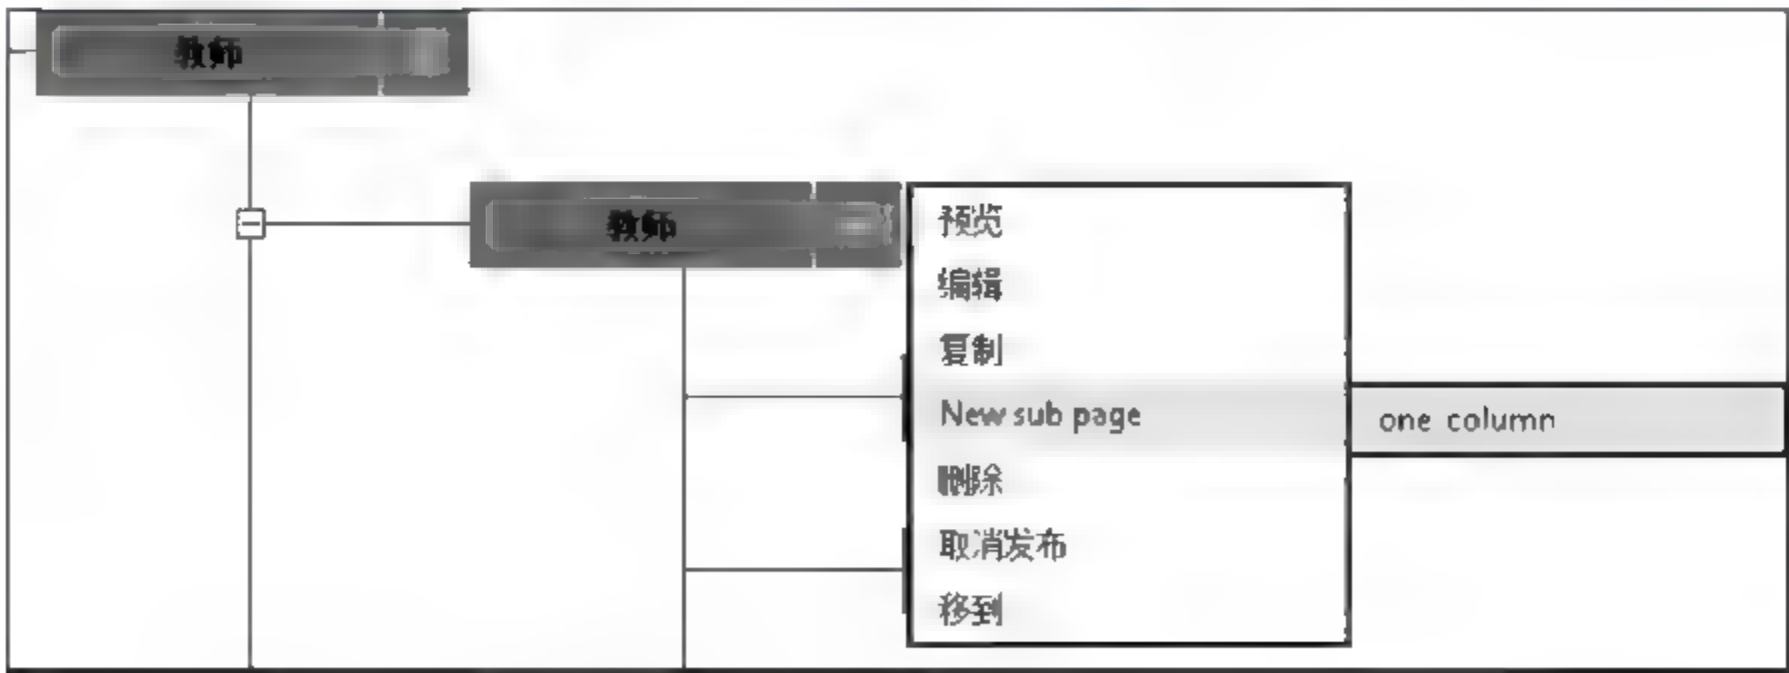 教师
教师
预览
编辑
复制
New sub page
one column
删除
取消发布
移到